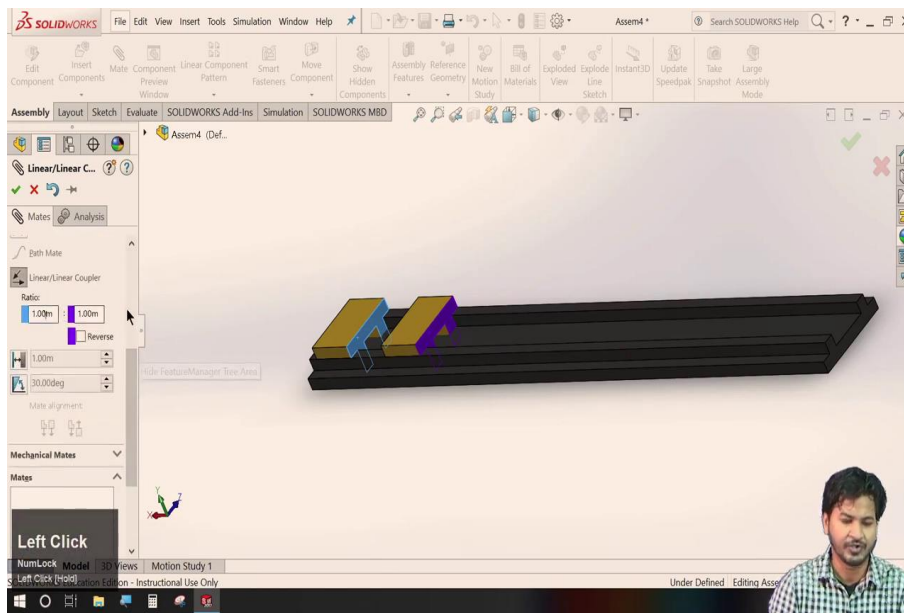 SOLIDWORKS File Edit View Insert Tools Simulation Window Help Assem4 * Search SOLIDWORKS Help
Edit Component
Insert Components
Mate
Component Preview Window
Linear Component Pattern
Smart Fasteners
Move Component
Show Hidden Components
Assembly Features
Reference Geometry
New Motion Study
Bill of Materials
Exploded View
Explode Line Sketch
Instant3D
Update Speedpak
Take Snapshot
Large Assembly Mode
Assembly Layout Sketch Evaluate SOLIDWORKS Add-Ins Simulation SOLIDWORKS MBD
Assem4 (Def...
Linear/Linear C...
Mates Analysis
Path Mate
Linear/Linear Coupler
Ratio:
1.00m : 1.00m
Reverse
1.00m
Hide FeatureManager Tree Area
30.00deg
Mate alignment:
Mechanical Mates
Mates
Left Click
NumLock
Left Click [Hold]
Model 3D Views Motion Study 1
Edition - Instructional Use Only
Under Defined Editing